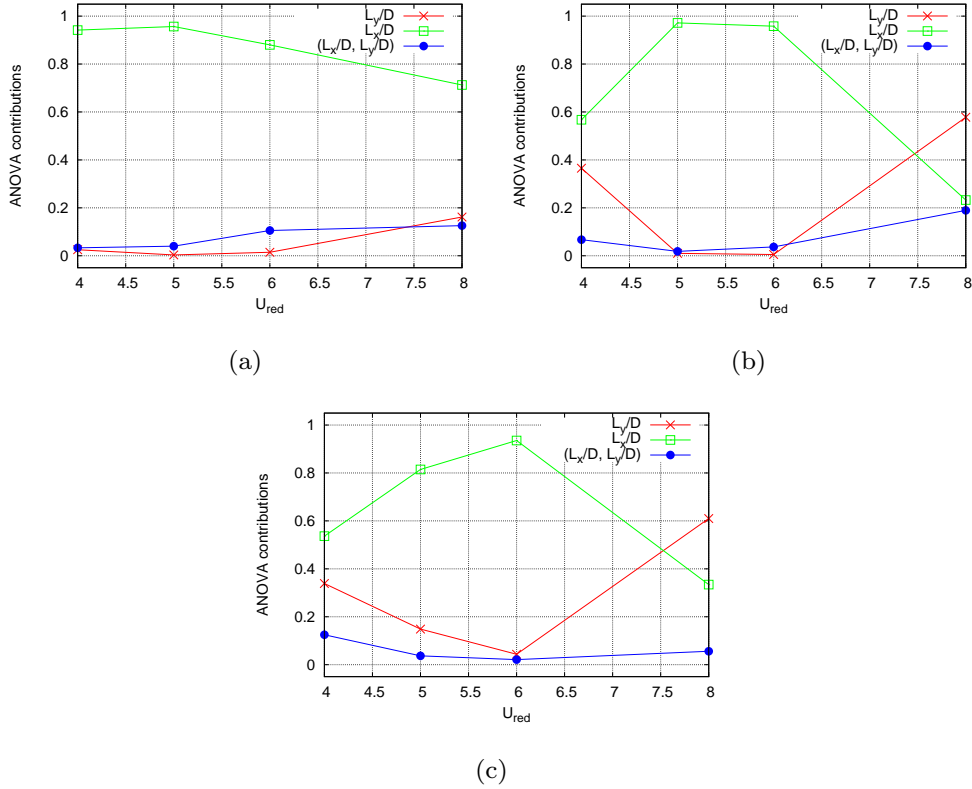 ANOVA contributions
1
0.8
0.6
0.4
0.2
0
L_y/D
L_x/D
(L_x/D, L_y/D)
4 4.5 5 5.5 6 6.5 7 7.5 8
U_red
(a)
ANOVA contributions
1
0.8
0.6
0.4
0.2
0
L_y/D
L_x/D
(L_x/D, L_y/D)
4 4.5 5 5.5 6 6.5 7 7.5 8
U_red
(b)
ANOVA contributions
1
0.8
0.6
0.4
0.2
0
L_y/D
L_x/D
(L_x/D, L_y/D)
4 4.5 5 5.5 6 6.5 7 7.5 8
U_red
(c)